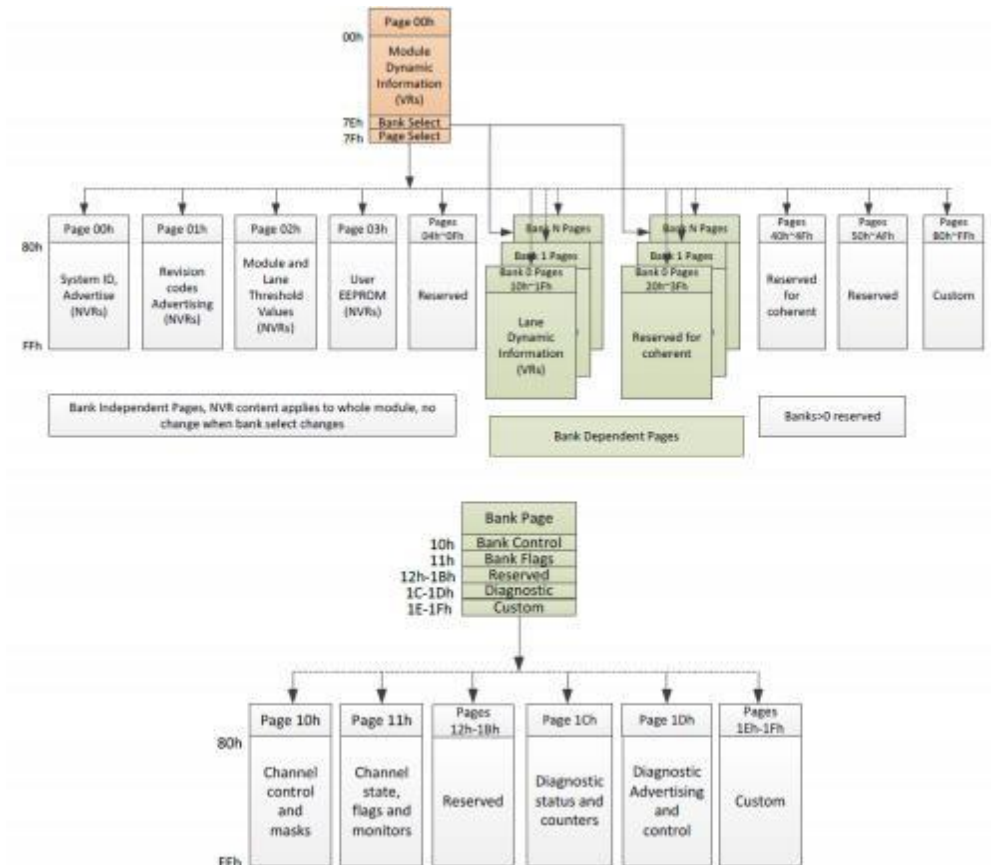 Page 00h
00h
Module
Dynamic
Information
(VRs)
7Eh
Bank Select
7Fh
Page Select
80h
FFh
Page 00h
System ID,
Advertise
(NVRs)
Page 01h
Revision
codes
Advertising
(NVRs)
Page 02h
Module and
Lane
Threshold
Values
(NVRs)
Page 03h
User
EEPROM
(NVRs)
Pages
04h~0Fh
Reserved
Bank N Pages
Bank 1 Pages
Bank 0 Pages
10h~1Fh
Lane
Dynamic
Information
(VRs)
Bank N Pages
Bank 1 Pages
Bank 0 Pages
20h~3Fh
Reserved for
coherent
Pages
40h~4Fh
Reserved
for
coherent
Pages
50h~AFh
Reserved
Pages
B0h~FFh
Custom
Bank Independent Pages, NVR content applies to whole module, no
change when bank select changes
Bank Dependent Pages
Banks>0 reserved
Bank Page
10h
Bank Control
11h
Bank Flags
12h-1Bh
Reserved
1C-1Dh
Diagnostic
1E-1Fh
Custom
80h
FFh
Page 10h
Channel
control
and
masks
Page 11h
Channel
state,
flags and
monitors
Pages
12h-1Bh
Reserved
Page 1Ch
Diagnostic
status and
counters
Page 1Dh
Diagnostic
Advertising
and
control
Pages
1Eh-1Fh
Custom